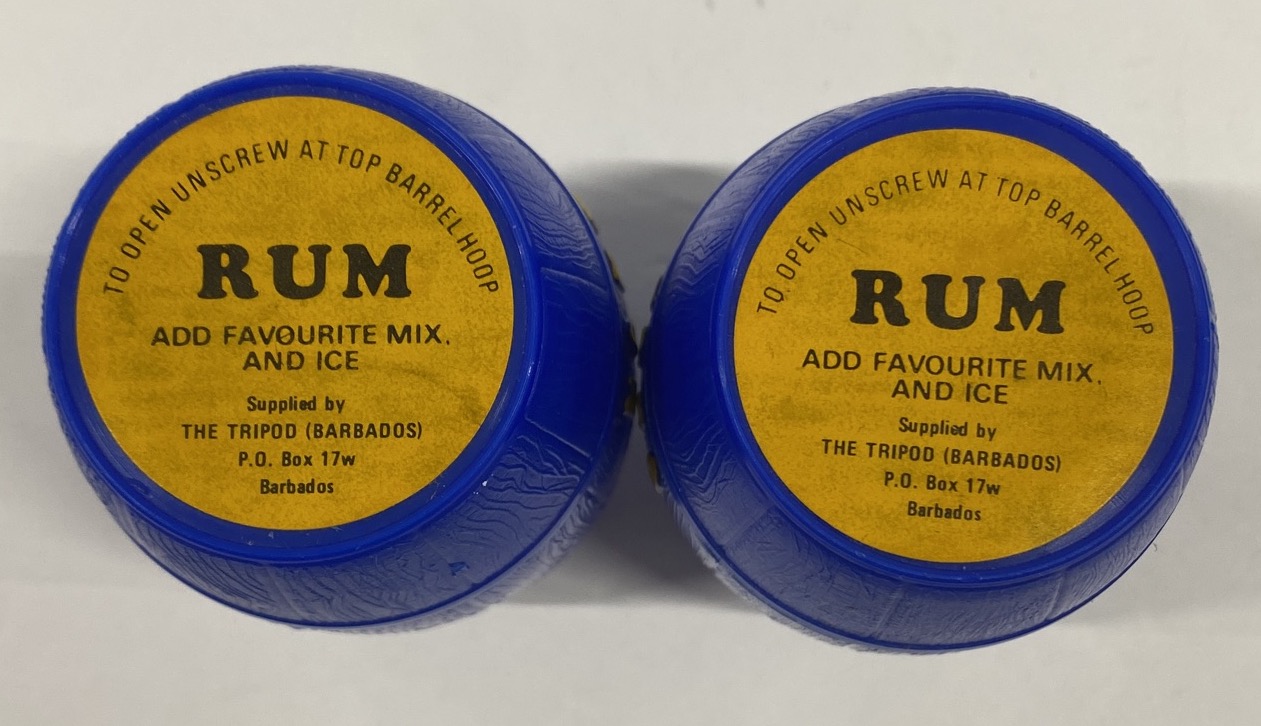 TO OPEN UNSCREW AT TOP BARREL HOOP
RUM
ADD FAVOURITE MIX.
AND ICE
Supplied by
THE TRIPOD (BARBADOS)
P.O. Box 17w
Barbados
TO OPEN UNSCREW AT TOP BARREL HOOP
RUM
ADD FAVOURITE MIX.
AND ICE
Supplied by
THE TRIPOD (BARBADOS)
P.O. Box 17w
Barbados